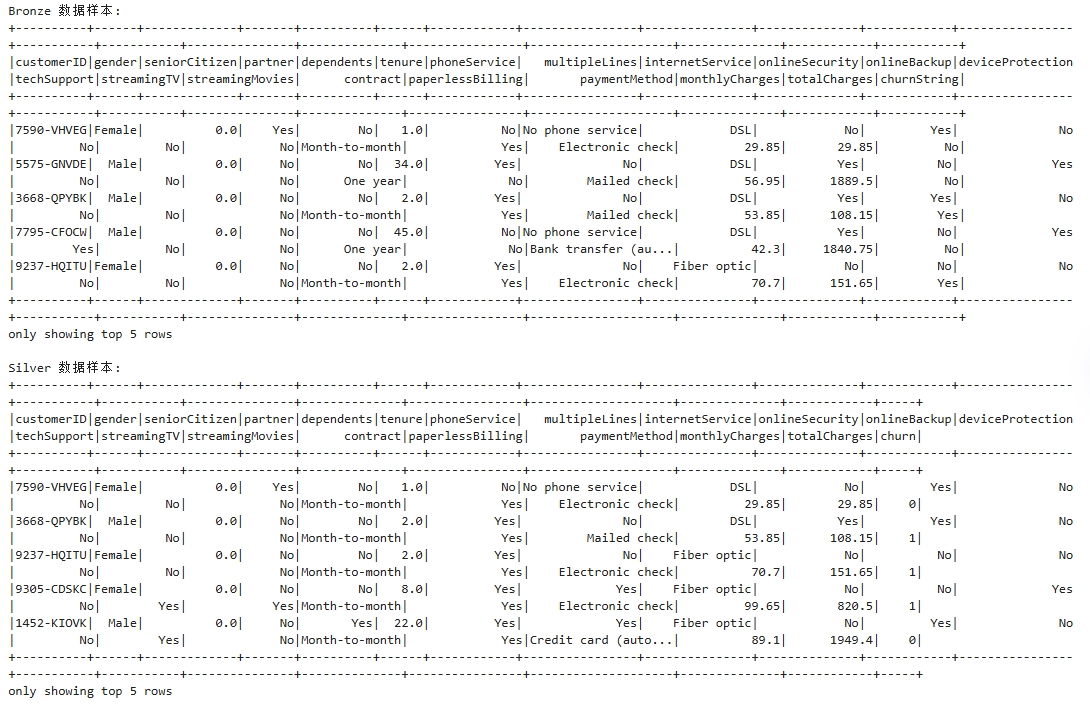 Bronze 数据样本:
+----------+------+-------------+-------+----------+------+------------+----------------+---------------+--------------+------------+----------------
+-----------+-----------+---------------+--------------+----------------+--------------------+--------------+------------+-----------+
|customerID|gender|seniorCitizen|partner|dependents|tenure|phoneService|   multipleLines|internetService|onlineSecurity|onlineBackup|deviceProtection
|techSupport|streamingTV|streamingMovies|      contract|paperlessBilling|       paymentMethod|monthlyCharges|totalCharges|churnString|
+----------+------+-------------+-------+----------+------+------------+----------------+---------------+--------------+------------+----------------
+-----------+-----------+---------------+--------------+----------------+--------------------+--------------+------------+-----------+
|7590-VHVEG|Female|          0.0|    Yes|        No|   1.0|          No|No phone service|            DSL|            No|         Yes|              No
|         No|         No|             No|Month-to-month|             Yes|    Electronic check|         29.85|       29.85|         No|
|5575-GNVDE|  Male|          0.0|     No|        No|  34.0|         Yes|              No|            DSL|           Yes|          No|             Yes
|         No|         No|             No|      One year|              No|        Mailed check|         56.95|      1889.5|         No|
|3668-QPYBK|  Male|          0.0|     No|        No|   2.0|         Yes|              No|            DSL|           Yes|         Yes|              No
|         No|         No|             No|Month-to-month|             Yes|        Mailed check|         53.85|      108.15|        Yes|
|7795-CFOCW|  Male|          0.0|     No|        No|  45.0|          No|No phone service|            DSL|           Yes|          No|             Yes
|        Yes|         No|             No|      One year|              No|Bank transfer (au...|          42.3|     1840.75|         No|
|9237-HQITU|Female|          0.0|     No|        No|   2.0|         Yes|              No|    Fiber optic|            No|          No|              No
|         No|         No|             No|Month-to-month|             Yes|    Electronic check|          70.7|      151.65|        Yes|
+----------+------+-------------+-------+----------+------+------------+----------------+---------------+--------------+------------+----------------
+-----------+-----------+---------------+--------------+----------------+--------------------+--------------+------------+-----------+
only showing top 5 rows
Silver 数据样本:
+----------+------+-------------+-------+----------+------+------------+----------------+---------------+--------------+------------+----------------
+-----------+-----------+---------------+--------------+----------------+--------------------+--------------+------------+-----+
|customerID|gender|seniorCitizen|partner|dependents|tenure|phoneService|   multipleLines|internetService|onlineSecurity|onlineBackup|deviceProtection
|techSupport|streamingTV|streamingMovies|      contract|paperlessBilling|       paymentMethod|monthlyCharges|totalCharges|churn|
+----------+------+-------------+-------+----------+------+------------+----------------+---------------+--------------+------------+----------------
+-----------+-----------+---------------+--------------+----------------+--------------------+--------------+------------+-----+
|7590-VHVEG|Female|          0.0|    Yes|        No|   1.0|          No|No phone service|            DSL|            No|         Yes|              No
|         No|         No|             No|Month-to-month|             Yes|    Electronic check|         29.85|       29.85|    0|
|3668-QPYBK|  Male|          0.0|     No|        No|   2.0|         Yes|              No|            DSL|           Yes|         Yes|              No
|         No|         No|             No|Month-to-month|             Yes|        Mailed check|         53.85|      108.15|    1|
|9237-HQITU|Female|          0.0|     No|        No|   2.0|         Yes|              No|    Fiber optic|            No|          No|              No
|         No|         No|             No|Month-to-month|             Yes|    Electronic check|          70.7|      151.65|    1|
|9305-CDSKC|Female|          0.0|     No|        No|   8.0|         Yes|             Yes|    Fiber optic|            No|          No|             Yes
|         No|        Yes|            Yes|Month-to-month|             Yes|    Electronic check|         99.65|       820.5|    1|
|1452-KIOVK|  Male|          0.0|     No|       Yes|  22.0|         Yes|             Yes|    Fiber optic|            No|         Yes|              No
|         No|        Yes|             No|Month-to-month|             Yes|Credit card (auto...|          89.1|      1949.4|    0|
+----------+------+-------------+-------+----------+------+------------+----------------+---------------+--------------+------------+----------------
+-----------+-----------+---------------+--------------+----------------+--------------------+--------------+------------+-----+
only showing top 5 rows